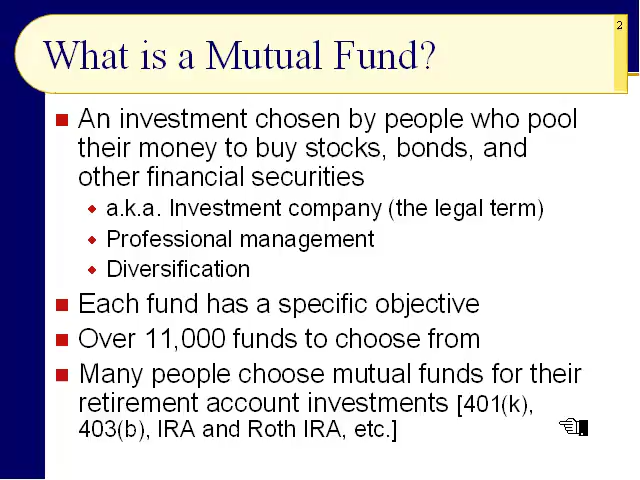 2
What is a Mutual Fund?
An investment chosen by people who pool
their money to buy stocks, bonds, and
other financial securities
a.k.a. Investment company (the legal term)
Professional management
Diversification
Each fund has a specific objective
Over 11,000 funds to choose from
Many people choose mutual funds for their
retirement account investments [401(k),
403(b), IRA and Roth IRA, etc.]